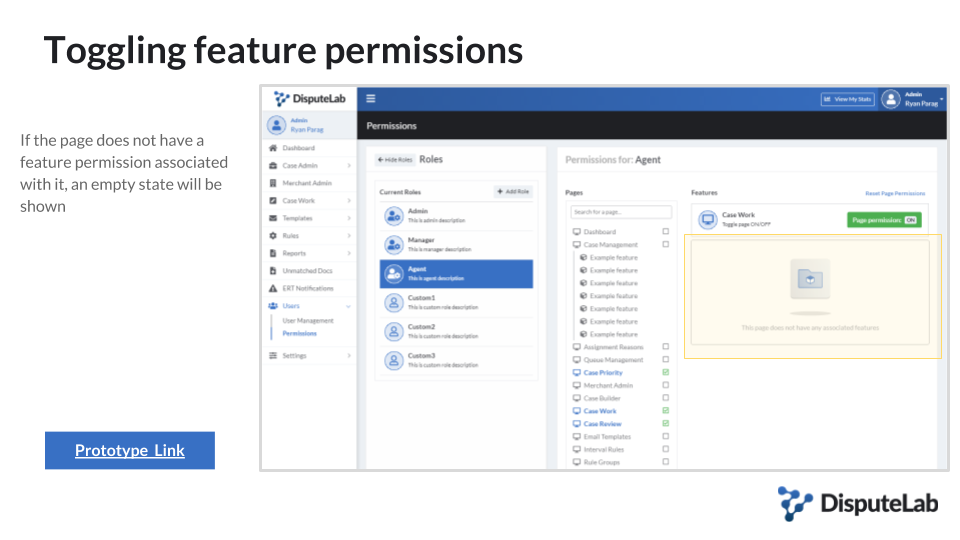 Toggling feature permissions
If the page does not have a
feature permission associated
with it, an empty state will be
shown
Prototype Link
DisputeLab
View My Stats
Admin
Ryan Parag
Admin
Ryan Parag
Permissions
Dashboard
Case Admin
Merchant Admin
Case Work
Templates
Rules
Reports
Unmatched Docs
ERT Notifications
Users
User Management
Permissions
Settings
Hide Roles
Roles
Current Roles
+ Add Role
Admin
This is admin description
Manager
This is manager description
Agent
This is agent description
Custom1
This is custom role description
Custom2
This is custom role description
Custom3
This is custom role description
Permissions for: Agent
Pages
Search for a page...
Dashboard
Case Management
Example feature
Example feature
Example feature
Example feature
Example feature
Example feature
Example feature
Assignment Reasons
Queue Management
Case Priority
Merchant Admin
Case Builder
Case Work
Case Review
Email Templates
Interval Rules
Rule Groups
Features
Reset Page Permissions
Case Work
Toggle page ON/OFF
Page permission: ON
This page does not have any associated features
DisputeLab